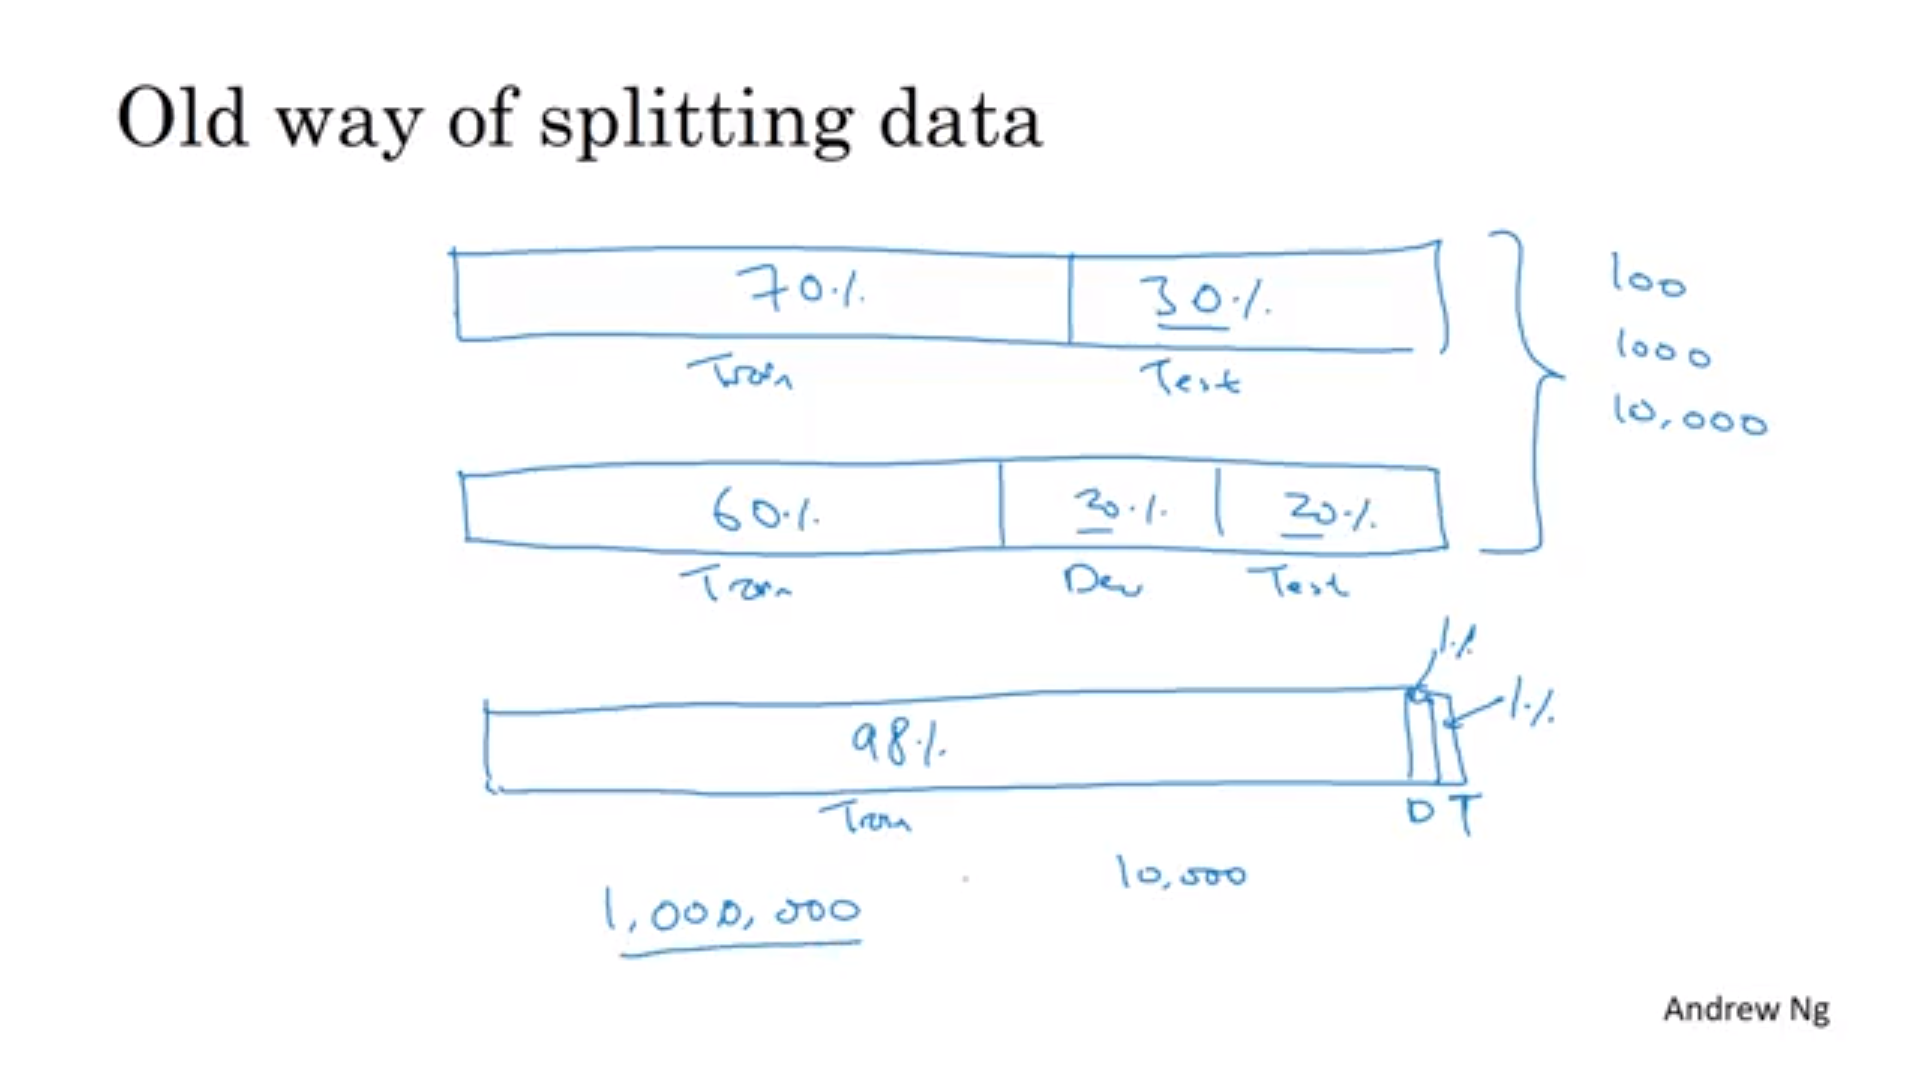 Old way of splitting data
70% 30%
Train Test
100
1000
10,000
60% 20% 20%
Train Dev Test
1%
1%
98%
Train D T
1,000,000
10,000
Andrew Ng